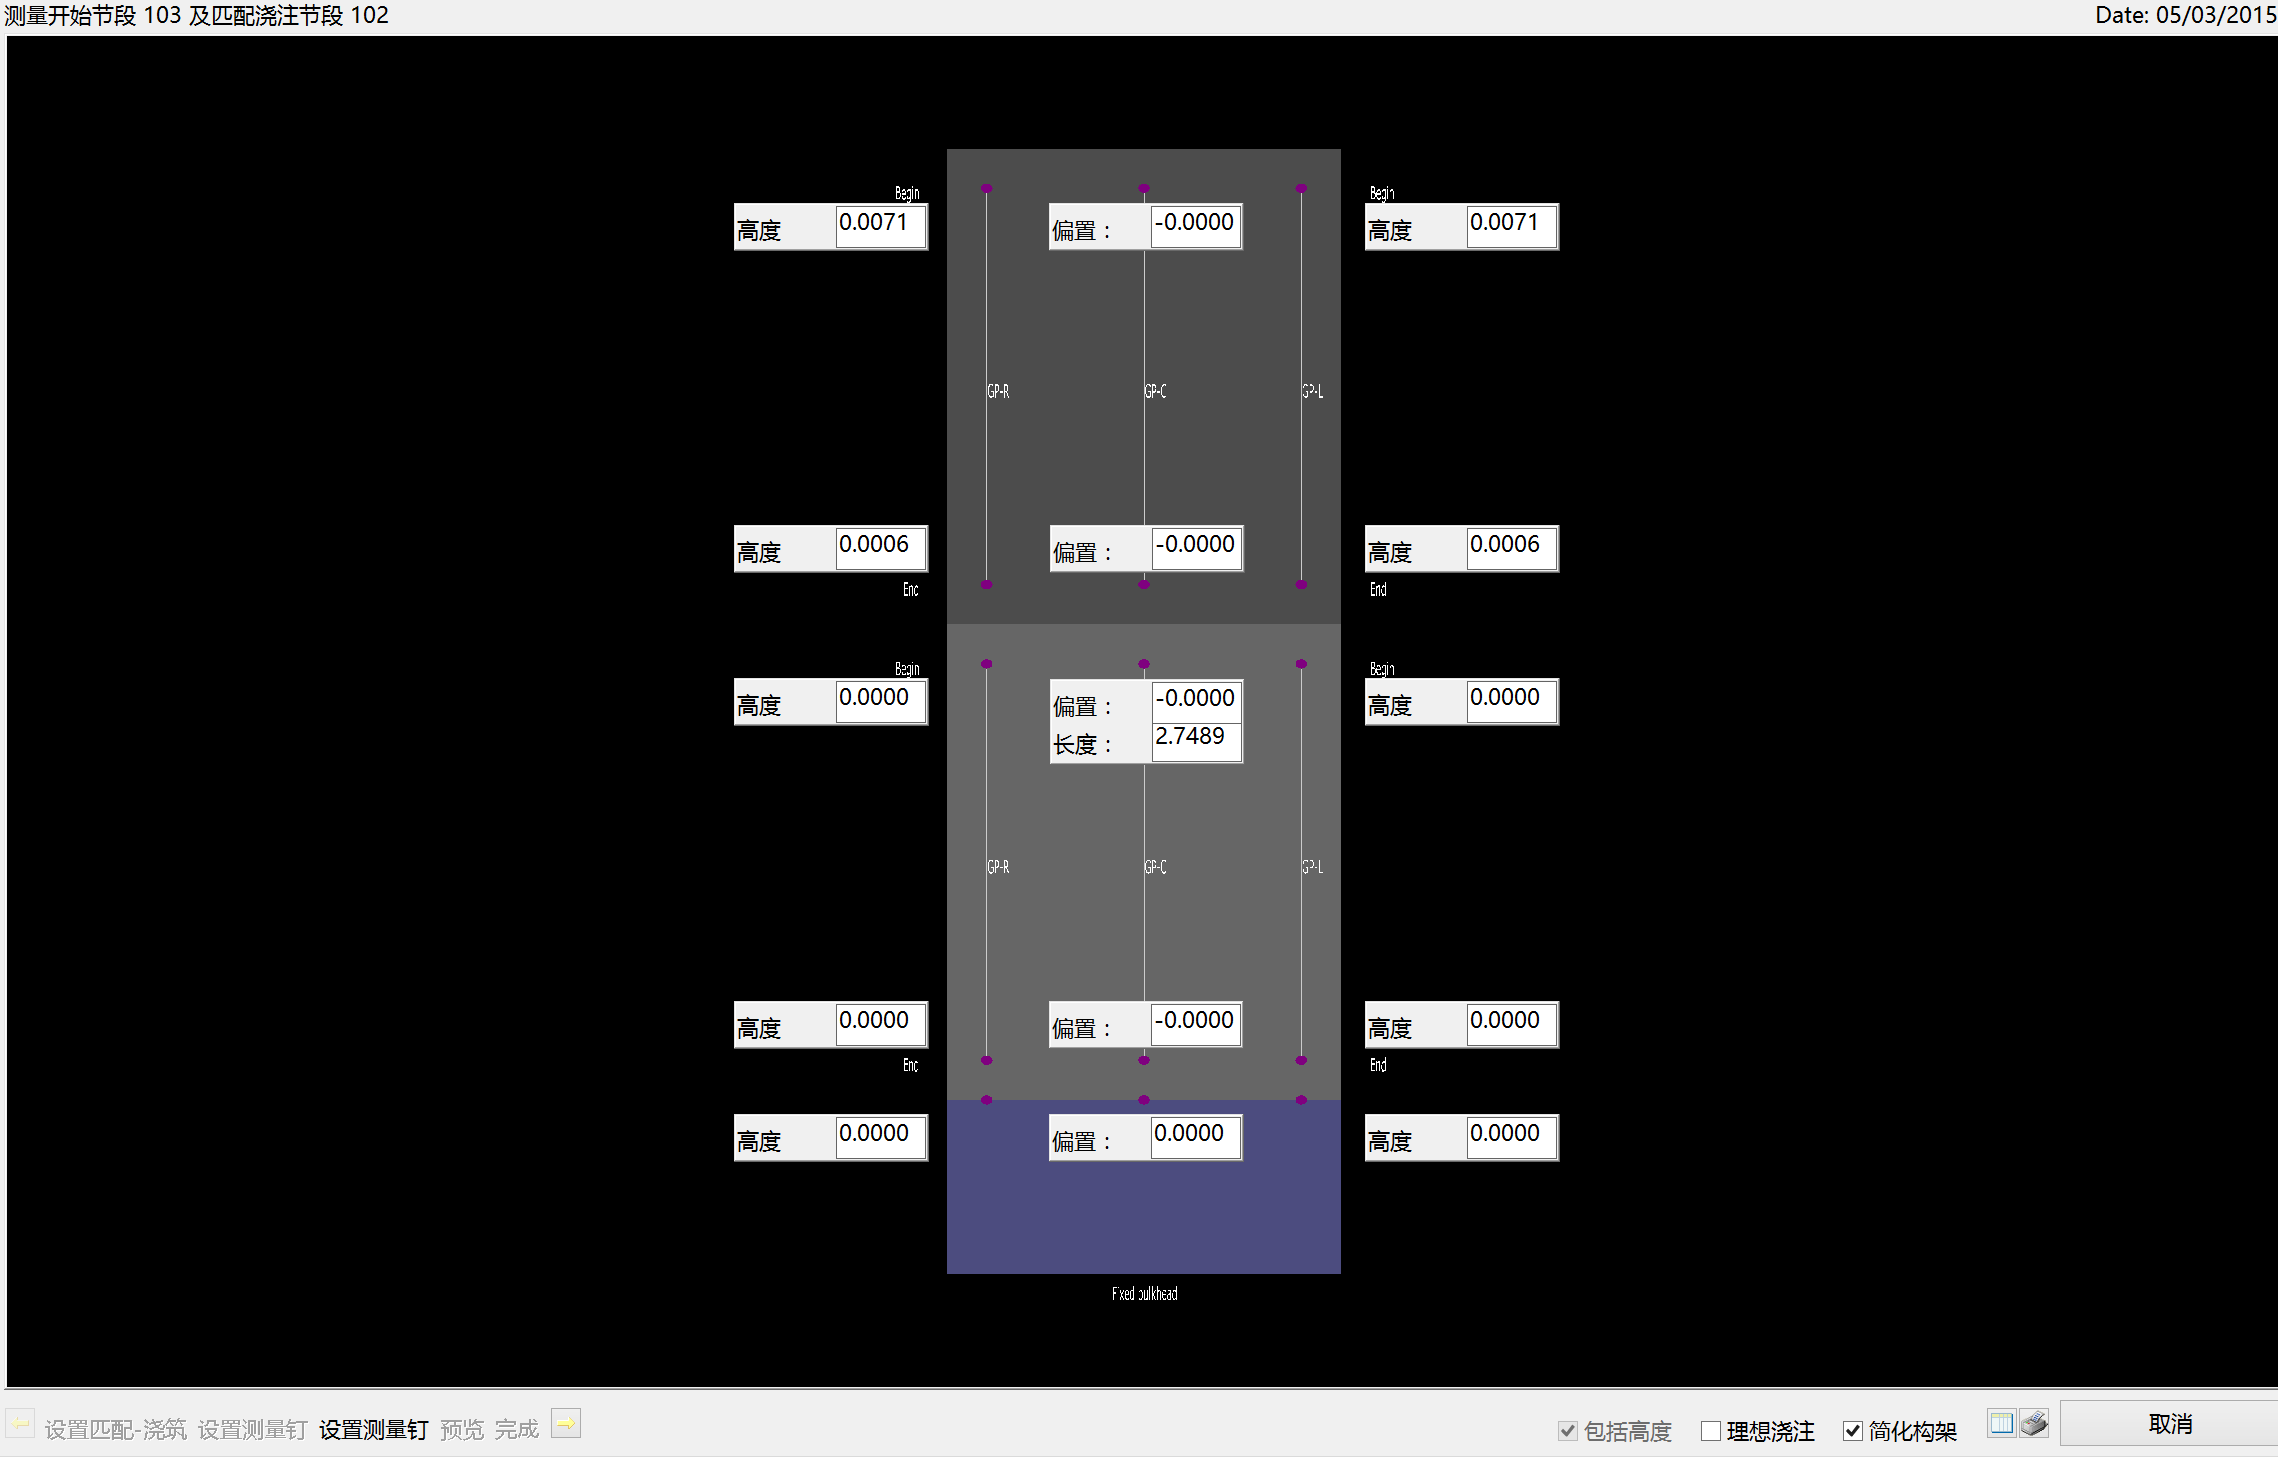 测量开始节段 103 及匹配浇注节段 102
Date: 05/03/2015
Begin
Begin
高度 0.0071
偏置： -0.0000
高度 0.0071
GP-R
GP-C
GP-L
高度 0.0006
偏置： -0.0000
高度 0.0006
End
End
Begin
Begin
高度 0.0000
偏置： -0.0000
高度 0.0000
长度： 2.7489
GP-R
GP-C
GP-L
高度 0.0000
偏置： -0.0000
高度 0.0000
End
End
高度 0.0000
偏置： 0.0000
高度 0.0000
Fixed bulkhead
设置匹配-浇筑 设置测量钉 设置测量钉 预览 完成
包括高度 理想浇注 简化构架 取消